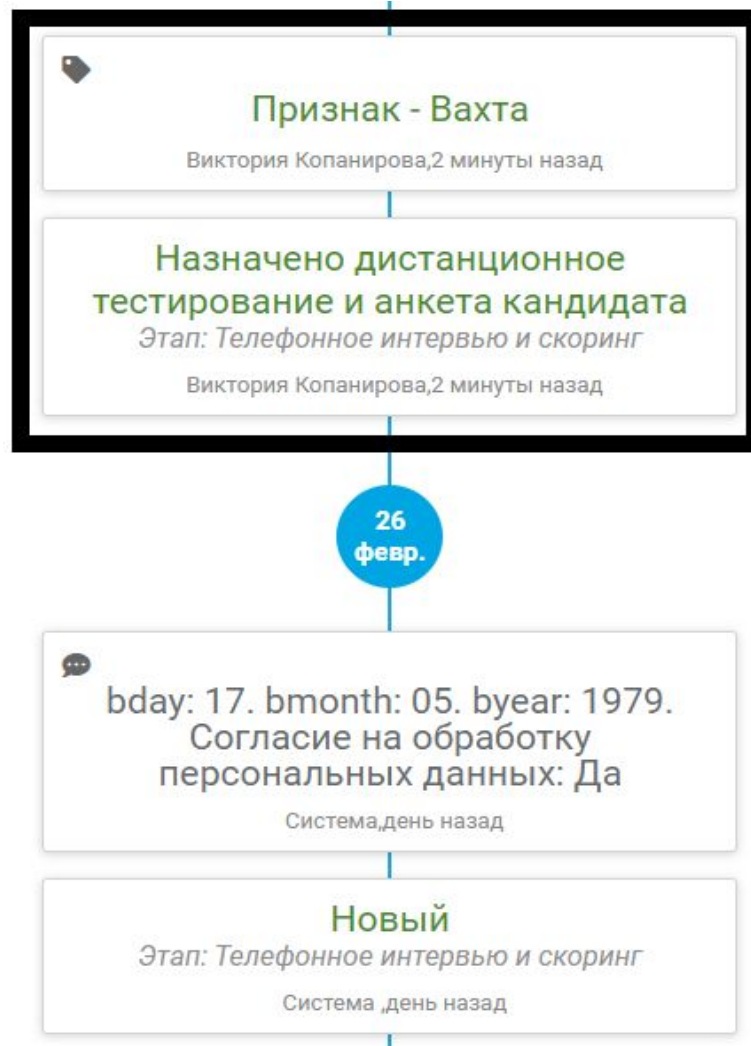 Признак - Вахта
Виктория Копанирова,2 минуты назад
Назначено дистанционное
тестирование и анкета кандидата
Этап: Телефонное интервью и скоринг
Виктория Копанирова,2 минуты назад
26
февр.
bday: 17. bmonth: 05. byear: 1979.
Согласие на обработку
персональных данных: Да
Система,день назад
Новый
Этап: Телефонное интервью и скоринг
Система ,день назад